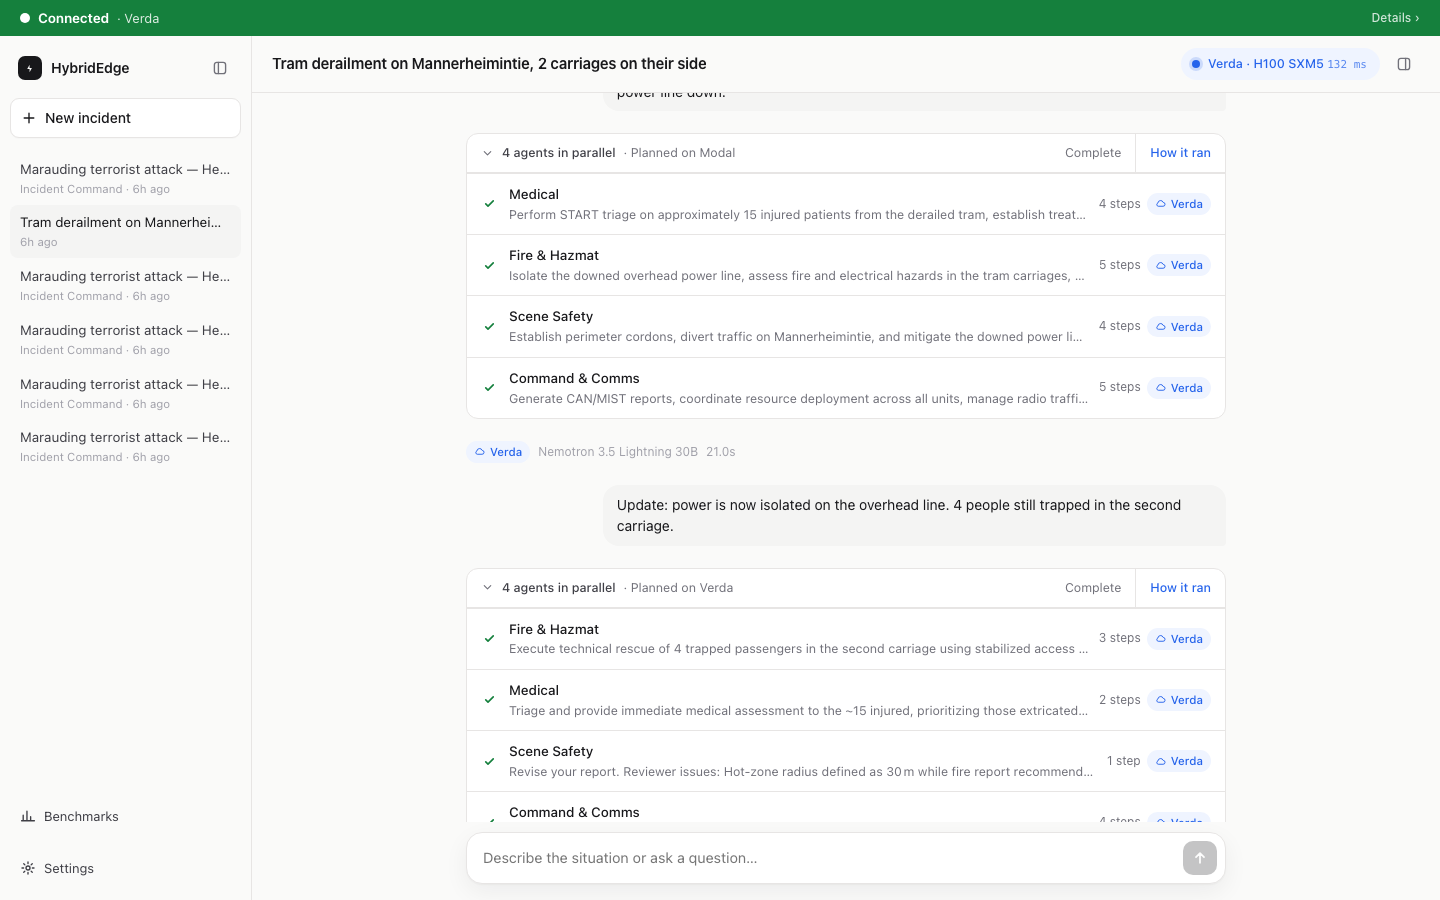 Connected · Verda
Details ›
HybridEdge
New incident
Marauding terrorist attack — He...
Incident Command · 6h ago
Tram derailment on Mannerhei...
6h ago
Marauding terrorist attack — He...
Incident Command · 6h ago
Marauding terrorist attack — He...
Incident Command · 6h ago
Marauding terrorist attack — He...
Incident Command · 6h ago
Marauding terrorist attack — He...
Incident Command · 6h ago
Benchmarks
Settings
Tram derailment on Mannerheimintie, 2 carriages on their side
Verda · H100 SXM5 132 ms
power line down.
4 agents in parallel · Planned on Modal
Complete
How it ran
Medical
Perform START triage on approximately 15 injured patients from the derailed tram, establish treat...
4 steps
Verda
Fire & Hazmat
Isolate the downed overhead power line, assess fire and electrical hazards in the tram carriages, ...
5 steps
Verda
Scene Safety
Establish perimeter cordons, divert traffic on Mannerheimintie, and mitigate the downed power li...
4 steps
Verda
Command & Comms
Generate CAN/MIST reports, coordinate resource deployment across all units, manage radio traffi...
5 steps
Verda
Verda Nemotron 3.5 Lightning 30B 21.0s
Update: power is now isolated on the overhead line. 4 people still trapped in the second
carriage.
4 agents in parallel · Planned on Verda
Complete
How it ran
Fire & Hazmat
Execute technical rescue of 4 trapped passengers in the second carriage using stabilized access ...
3 steps
Verda
Medical
Triage and provide immediate medical assessment to the ~15 injured, prioritizing those extricated...
2 steps
Verda
Scene Safety
Revise your report. Reviewer issues: Hot-zone radius defined as 30 m while fire report recommend...
1 step
Verda
Command & Comms
4 steps
Verda
Describe the situation or ask a question...